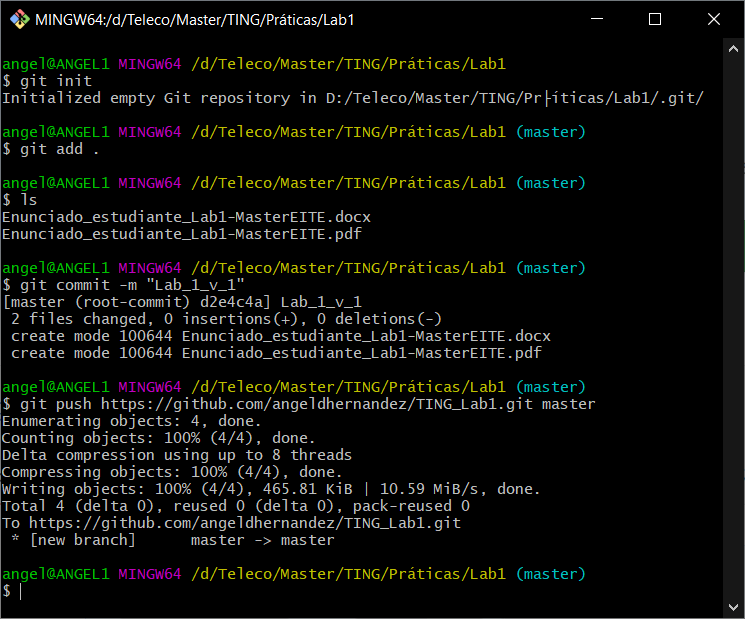 MINGW64:/d/Teleco/Master/TING/Práticas/Lab1
angel@ANGEL1 MINGW64 /d/Teleco/Master/TING/Práticas/Lab1
$ git init
Initialized empty Git repository in D:/Teleco/Master/TING/Pr├íticas/Lab1/.git/
angel@ANGEL1 MINGW64 /d/Teleco/Master/TING/Práticas/Lab1 (master)
$ git add .
angel@ANGEL1 MINGW64 /d/Teleco/Master/TING/Práticas/Lab1 (master)
$ ls
Enunciado_estudiante_Lab1-MasterEITE.docx
Enunciado_estudiante_Lab1-MasterEITE.pdf
angel@ANGEL1 MINGW64 /d/Teleco/Master/TING/Práticas/Lab1 (master)
$ git commit -m "Lab_1_v_1"
[master (root-commit) d2e4c4a] Lab_1_v_1
 2 files changed, 0 insertions(+), 0 deletions(-)
 create mode 100644 Enunciado_estudiante_Lab1-MasterEITE.docx
 create mode 100644 Enunciado_estudiante_Lab1-MasterEITE.pdf
angel@ANGEL1 MINGW64 /d/Teleco/Master/TING/Práticas/Lab1 (master)
$ git push https://github.com/angeldhernandez/TING_Lab1.git master
Enumerating objects: 4, done.
Counting objects: 100% (4/4), done.
Delta compression using up to 8 threads
Compressing objects: 100% (4/4), done.
Writing objects: 100% (4/4), 465.81 KiB | 10.59 MiB/s, done.
Total 4 (delta 0), reused 0 (delta 0), pack-reused 0
To https://github.com/angeldhernandez/TING_Lab1.git
 * [new branch]      master -> master
angel@ANGEL1 MINGW64 /d/Teleco/Master/TING/Práticas/Lab1 (master)
$